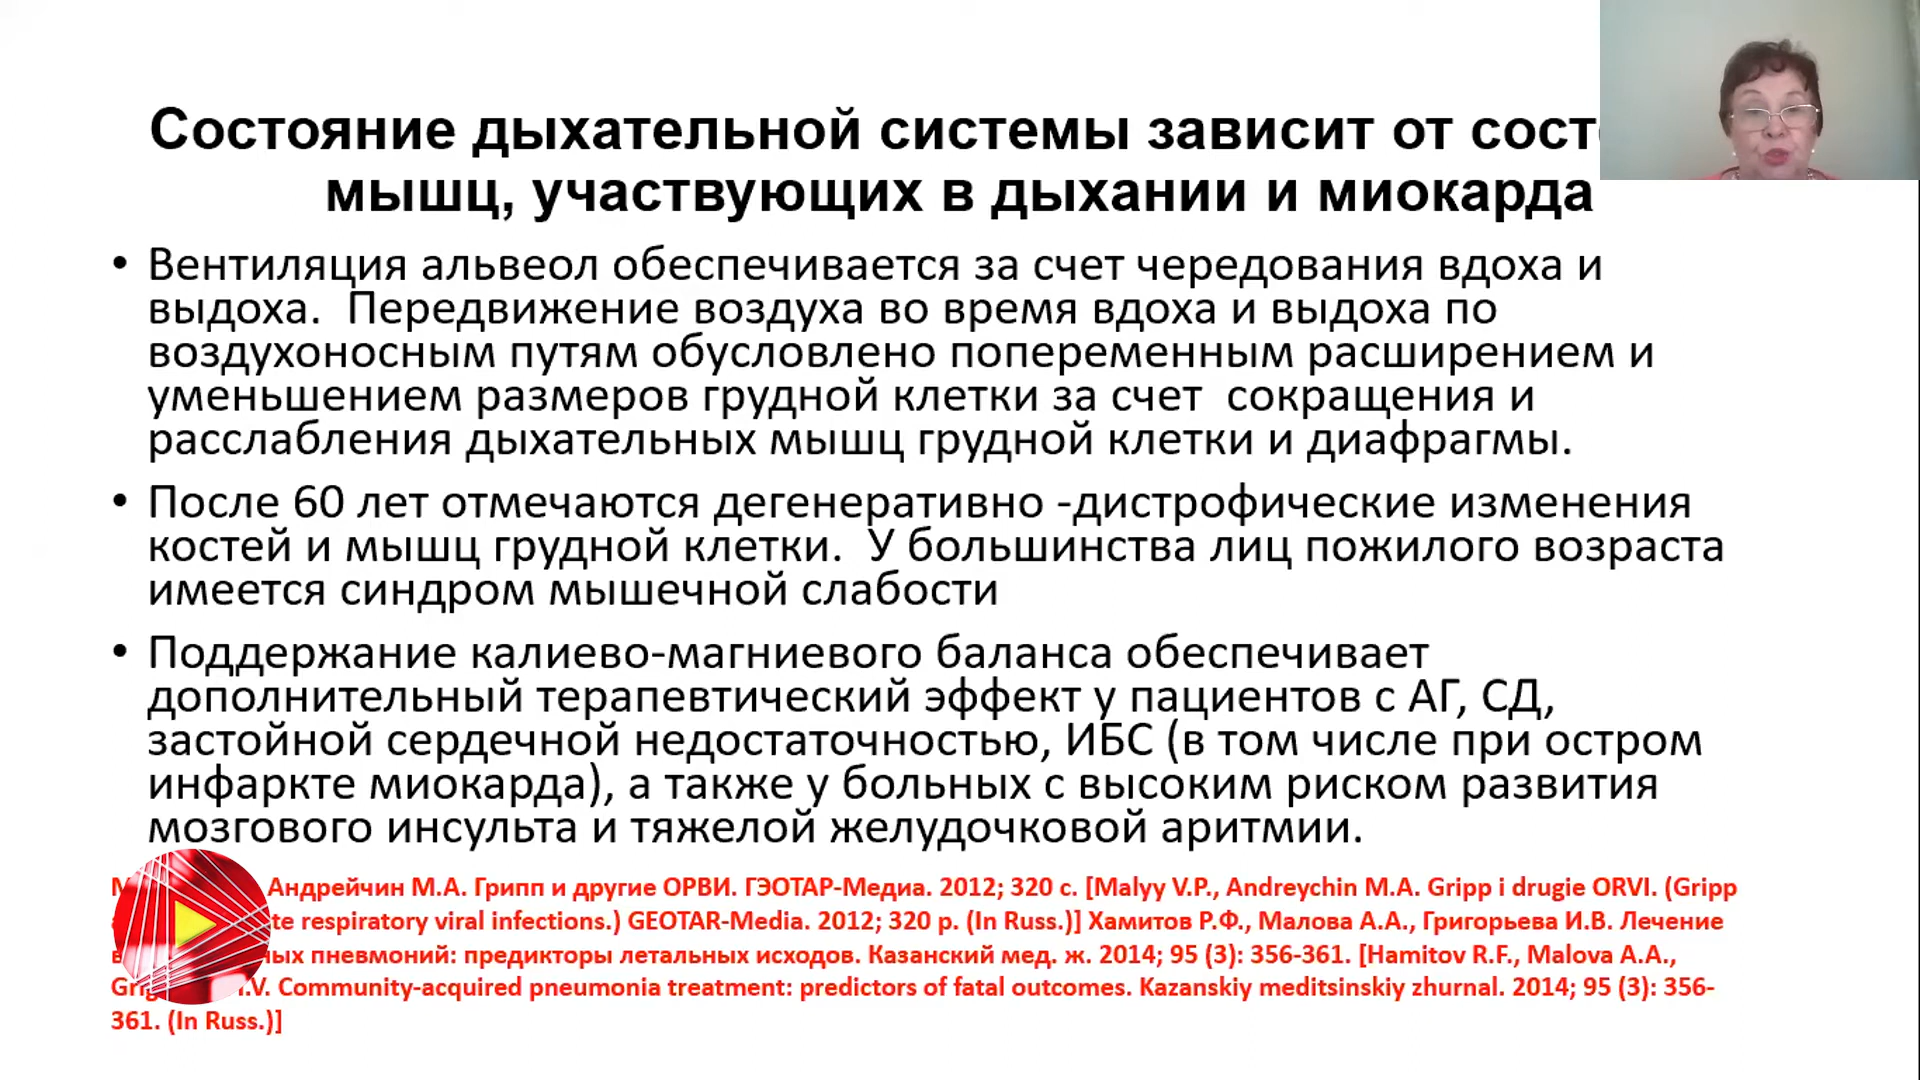 Состояние дыхательной системы зависит от
мышц, участвующих в дыхании и миокарда
• Вентиляция альвеол обеспечивается за счет чередования вдоха и
выдоха. Передвижение воздуха во время вдоха и выдоха по
воздухоносным путям обусловлено попеременным расширением и
уменьшением размеров грудной клетки за счет сокращения и
расслабления дыхательных мышц грудной клетки и диафрагмы.
• После 60 лет отмечаются дегенеративно -дистрофические изменения
костей и мышц грудной клетки. У большинства лиц пожилого возраста
имеется синдром мышечной слабости
• Поддержание калиево-магниевого баланса обеспечивает
дополнительный терапевтический эффект у пациентов с АГ, СД,
застойной сердечной недостаточностью, ИБС (в том числе при остром
инфаркте миокарда), а также у больных с высоким риском развития
мозгового инсульта и тяжелой желудочковой аритмии.
Андрейчин М.А. Грипп и другие ОРВИ. ГЭОТАР-Медиа. 2012; 320 с. [Malyy V.P., Andreychin M.A. Gripp i drugie ORVI. (Gripp
respiratory viral infections.) GEOTAR-Media. 2012; 320 p. (In Russ.)] Хамитов Р.Ф., Малова А.А., Григорьева И.В. Лечение
пневмоний: предикторы летальных исходов. Казанский мед. ж. 2014; 95 (3): 356-361. [Hamitov R.F., Malova A.A.,
I.V. Community-acquired pneumonia treatment: predictors of fatal outcomes. Kazanskiy meditsinskiy zhurnal. 2014; 95 (3): 356-
361. (In Russ.)]